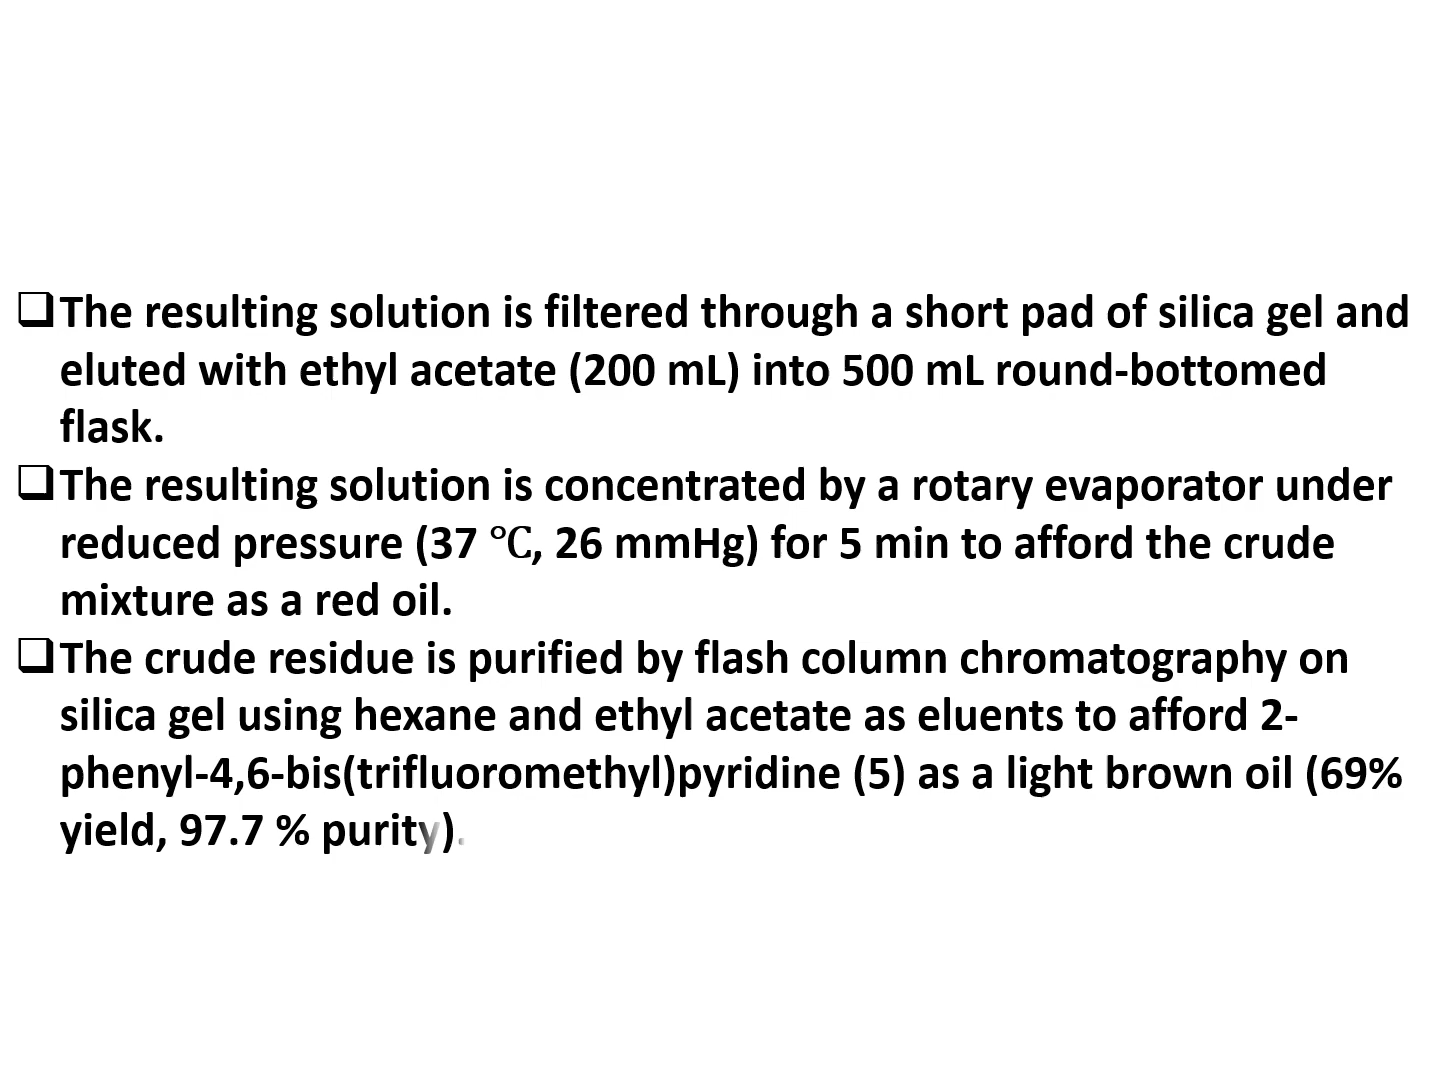 ❑The resulting solution is filtered through a short pad of silica gel and
eluted with ethyl acetate (200 mL) into 500 mL round-bottomed
flask.
❑The resulting solution is concentrated by a rotary evaporator under
reduced pressure (37 ℃, 26 mmHg) for 5 min to afford the crude
mixture as a red oil.
❑The crude residue is purified by flash column chromatography on
silica gel using hexane and ethyl acetate as eluents to afford 2-
phenyl-4,6-bis(trifluoromethyl)pyridine (5) as a light brown oil (69%
yield, 97.7 % purity).